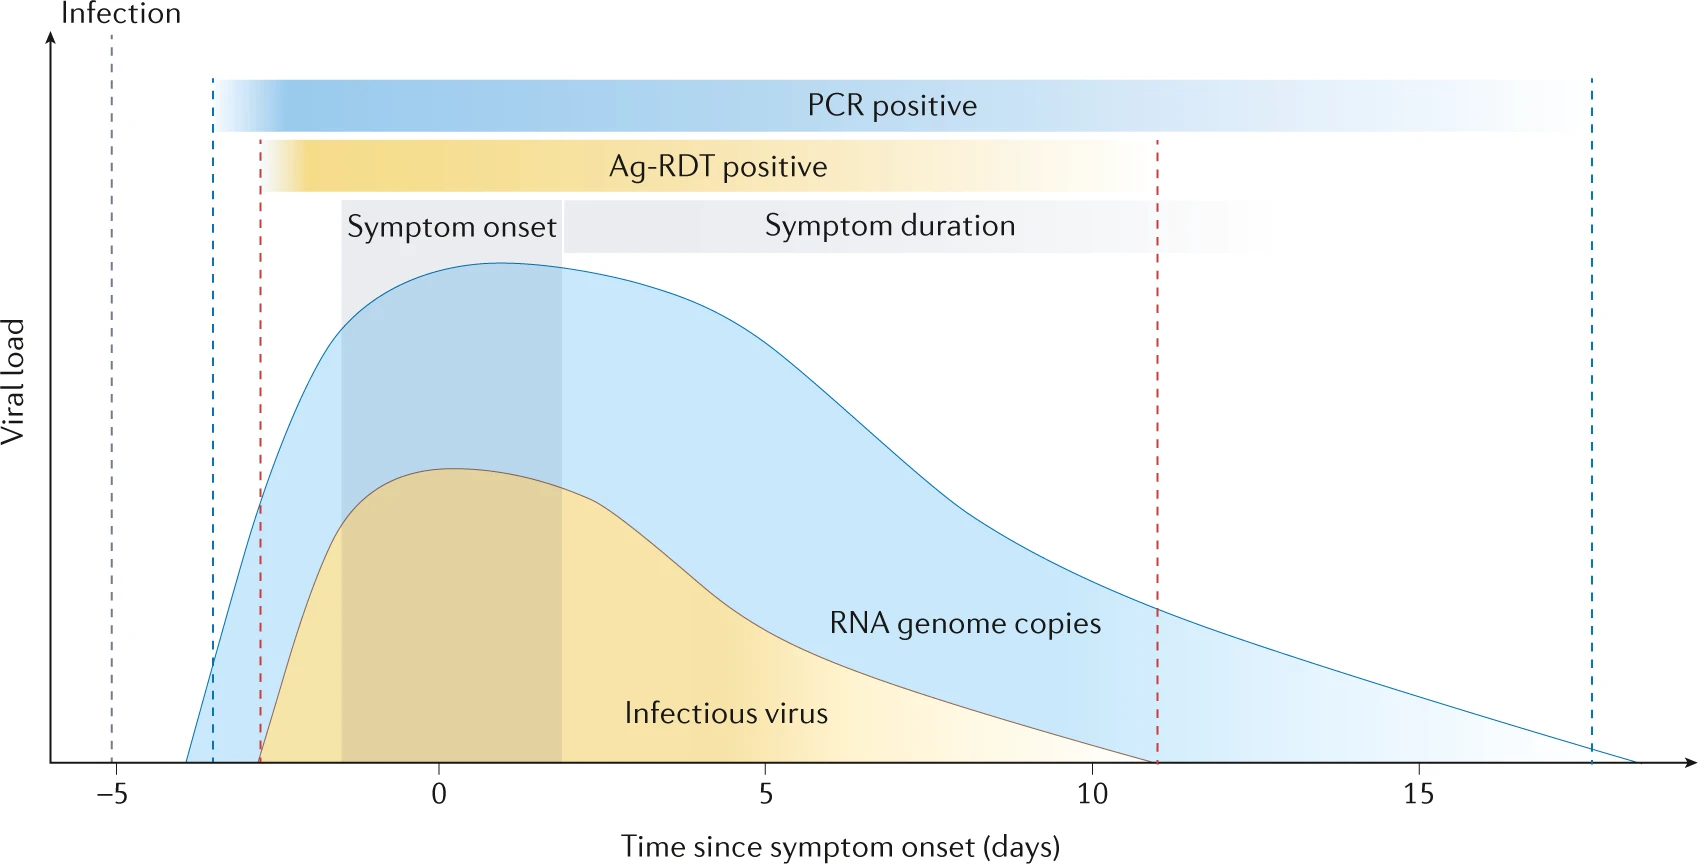 Infection
PCR positive
Ag-RDT positive
Symptom onset
Symptom duration
Viral load
RNA genome copies
Infectious virus
–5
0
5
10
15
Time since symptom onset (days)